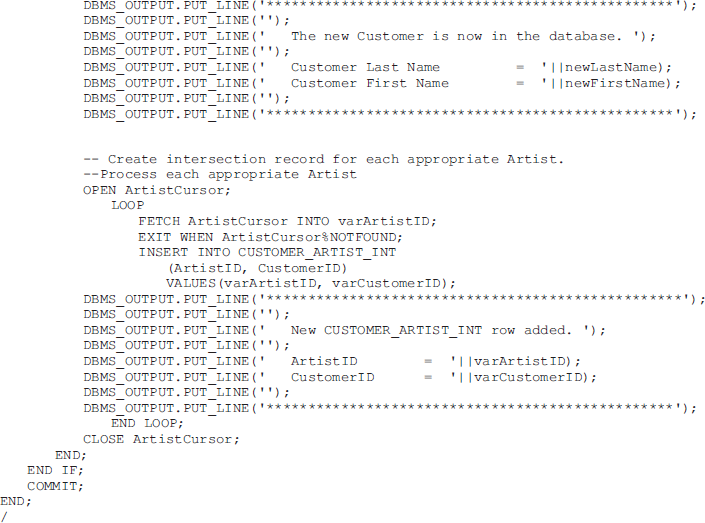 DBMS_OUTPUT.PUT_LINE('*************************************************');
DBMS_OUTPUT.PUT_LINE('');
DBMS_OUTPUT.PUT_LINE('   The new Customer is now in the database. ');
DBMS_OUTPUT.PUT_LINE('');
DBMS_OUTPUT.PUT_LINE('   Customer Last Name         =  '||newLastName);
DBMS_OUTPUT.PUT_LINE('   Customer First Name        =  '||newFirstName);
DBMS_OUTPUT.PUT_LINE('');
DBMS_OUTPUT.PUT_LINE('*************************************************');
-- Create intersection record for each appropriate Artist.
--Process each appropriate Artist
OPEN ArtistCursor;
LOOP
FETCH ArtistCursor INTO varArtistID;
EXIT WHEN ArtistCursor%NOTFOUND;
INSERT INTO CUSTOMER_ARTIST_INT
(ArtistID, CustomerID)
VALUES(varArtistID, varCustomerID);
DBMS_OUTPUT.PUT_LINE('**************************************************');
DBMS_OUTPUT.PUT_LINE('');
DBMS_OUTPUT.PUT_LINE('   New CUSTOMER_ARTIST_INT row added. ');
DBMS_OUTPUT.PUT_LINE('');
DBMS_OUTPUT.PUT_LINE('   ArtistID        =  '||varArtistID);
DBMS_OUTPUT.PUT_LINE('   CustomerID      =  '||varCustomerID);
DBMS_OUTPUT.PUT_LINE('');
DBMS_OUTPUT.PUT_LINE('*************************************************');
END LOOP;
CLOSE ArtistCursor;
END;
END IF;
COMMIT;
END;
/